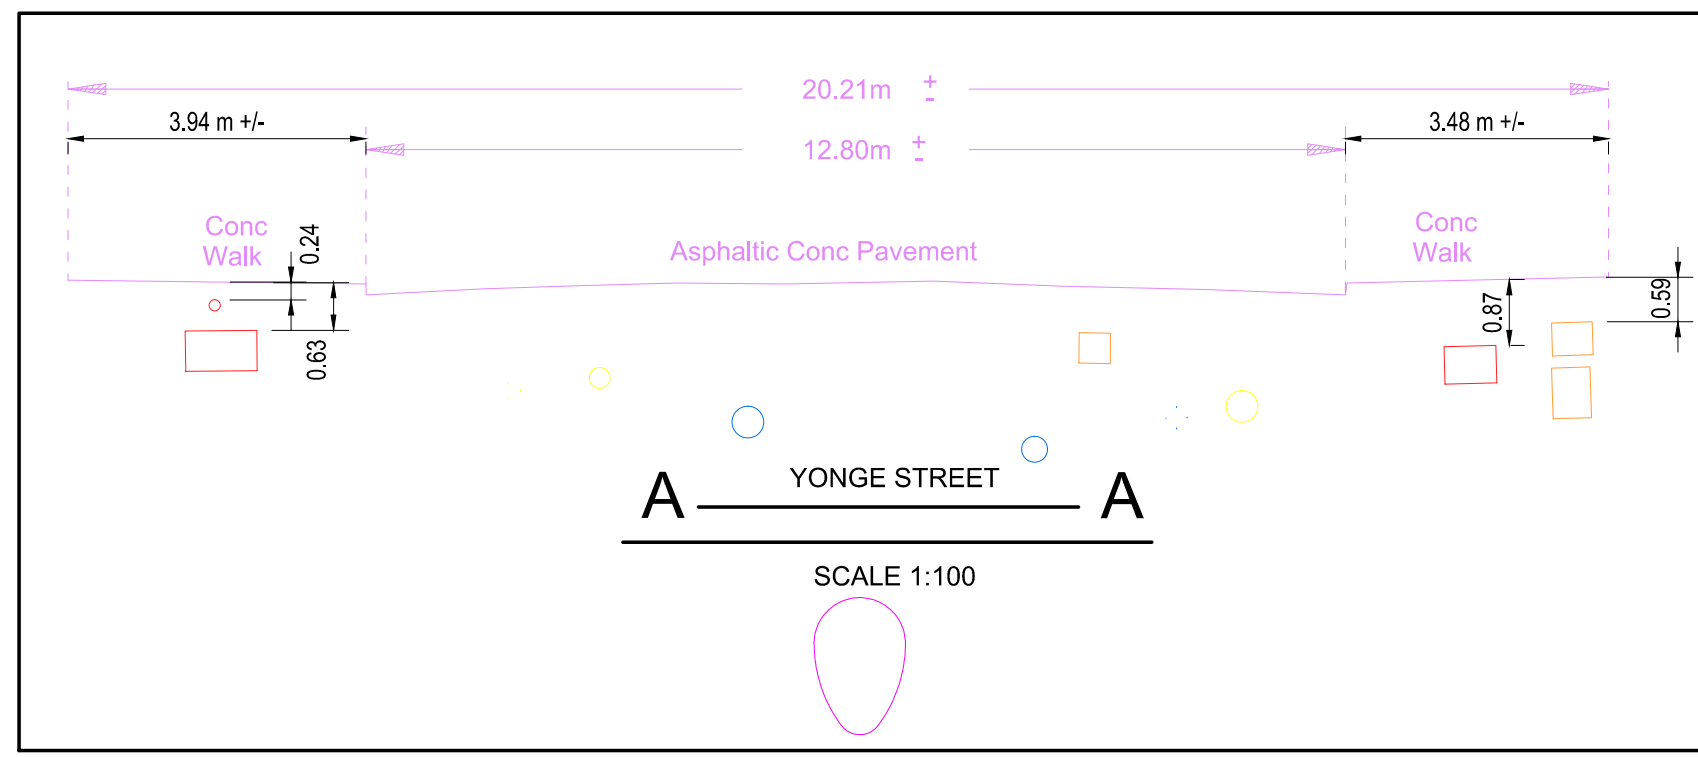 20.21m +-
3.94 m +/-
3.48 m +/-
12.80m +-
Conc
Walk
0.24
Asphaltic Conc Pavement
Conc
Walk
0.63
0.87
0.59
YONGE STREET
A A
SCALE 1:100